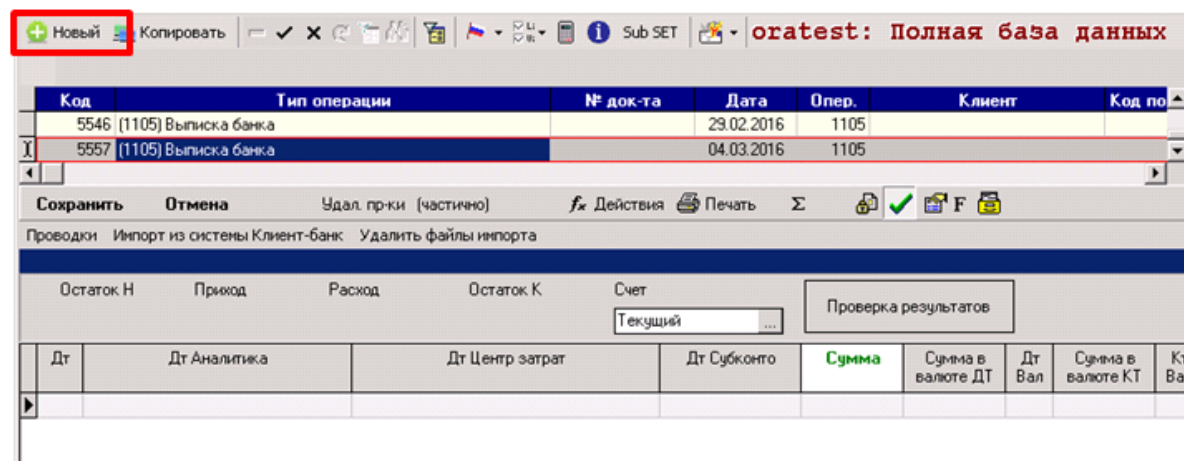 Новый Копировать Sub SET oratest: Полная база данных
Код Тип операции № док-та Дата Опер. Клиент Код по
5546 (1105) Выписка банка 29.02.2016 1105
5557 (1105) Выписка банка 04.03.2016 1105
Сохранить Отмена Удал. пр-ки (частично) fx Действия Печать Σ F
Проводки Импорт из системы Клиент-банк Удалить файлы импорта
Остаток Н Приход Расход Остаток К Счет
Текущий ... Проверка результатов
Дт Дт Аналитика Дт Центр затрат Дт Субконто Сумма Сумма в Дт Сумма в Кт
валюте ДТ Вал валюте КТ Ва